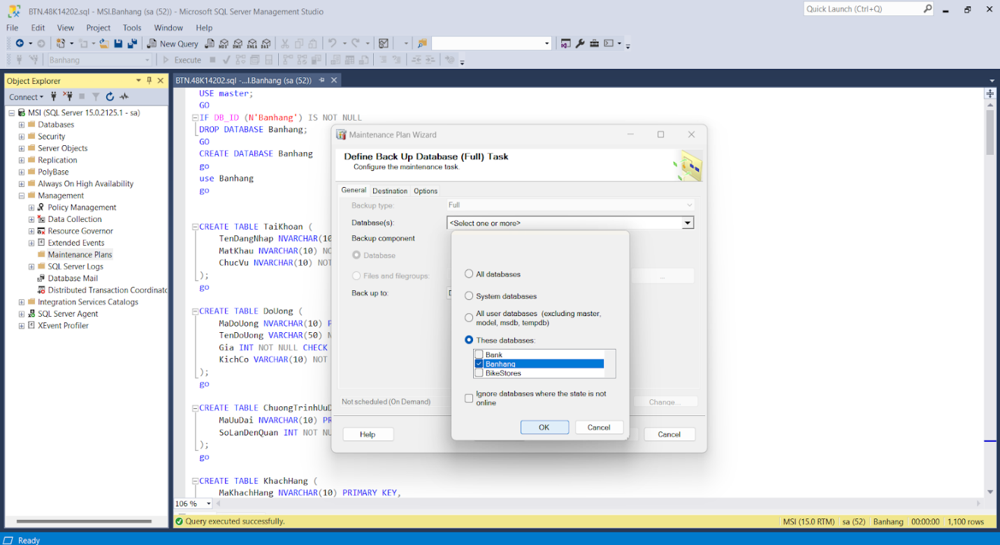 BTN.48K14202.sql - MSI.Banhang (sa (52)) - Microsoft SQL Server Management Studio
Quick Launch (Ctrl+Q)
File Edit View Project Tools Window Help
New Query
MDX DMX XMLA DAX
Banhang
Execute
Object Explorer
Connect
MSI (SQL Server 15.0.2125.1 - sa)
Databases
Security
Server Objects
Replication
PolyBase
Always On High Availability
Management
Policy Management
Data Collection
Resource Governor
Extended Events
Maintenance Plans
SQL Server Logs
Database Mail
Distributed Transaction Coordinato
Integration Services Catalogs
SQL Server Agent
XEvent Profiler
BTN.48K14202.sql -...I.Banhang (sa (52))
USE master;
GO
IF DB_ID (N'Banhang') IS NOT NULL
DROP DATABASE Banhang;
GO
CREATE DATABASE Banhang
go
use Banhang
go
CREATE TABLE TaiKhoan (
TenDangNhap NVARCHAR(10
MatKhau NVARCHAR(10) NO
ChucVu NVARCHAR(10) NOT
);
go
CREATE TABLE DoUong (
MaDoUong NVARCHAR(10) P
TenDoUong VARCHAR(50) N
Gia INT NOT NULL CHECK
KichCo VARCHAR(10) NOT
);
go
CREATE TABLE ChuongTrinhUuD
MaUuDai NVARCHAR(10) PR
SoLanDenQuan INT NOT NU
);
go
CREATE TABLE KhachHang (
MaKhachHang NVARCHAR(10) PRIMARY KEY,
106 %
Maintenance Plan Wizard
Define Back Up Database (Full) Task
Configure the maintenance task.
General Destination Options
Backup type: Full
Database(s): <Select one or more>
Backup component
Database
Files and filegroups:
...
Back up to:
Not scheduled (On Demand)
Change...
Help
Cancel
All databases
System databases
All user databases (excluding master,
model, msdb, tempdb)
These databases:
Bank
Banhang
BikeStores
Ignore databases where the state is not
online
OK Cancel
Query executed successfully.
MSI (15.0 RTM) sa (52) Banhang 00:00:00 1,100 rows
Ready